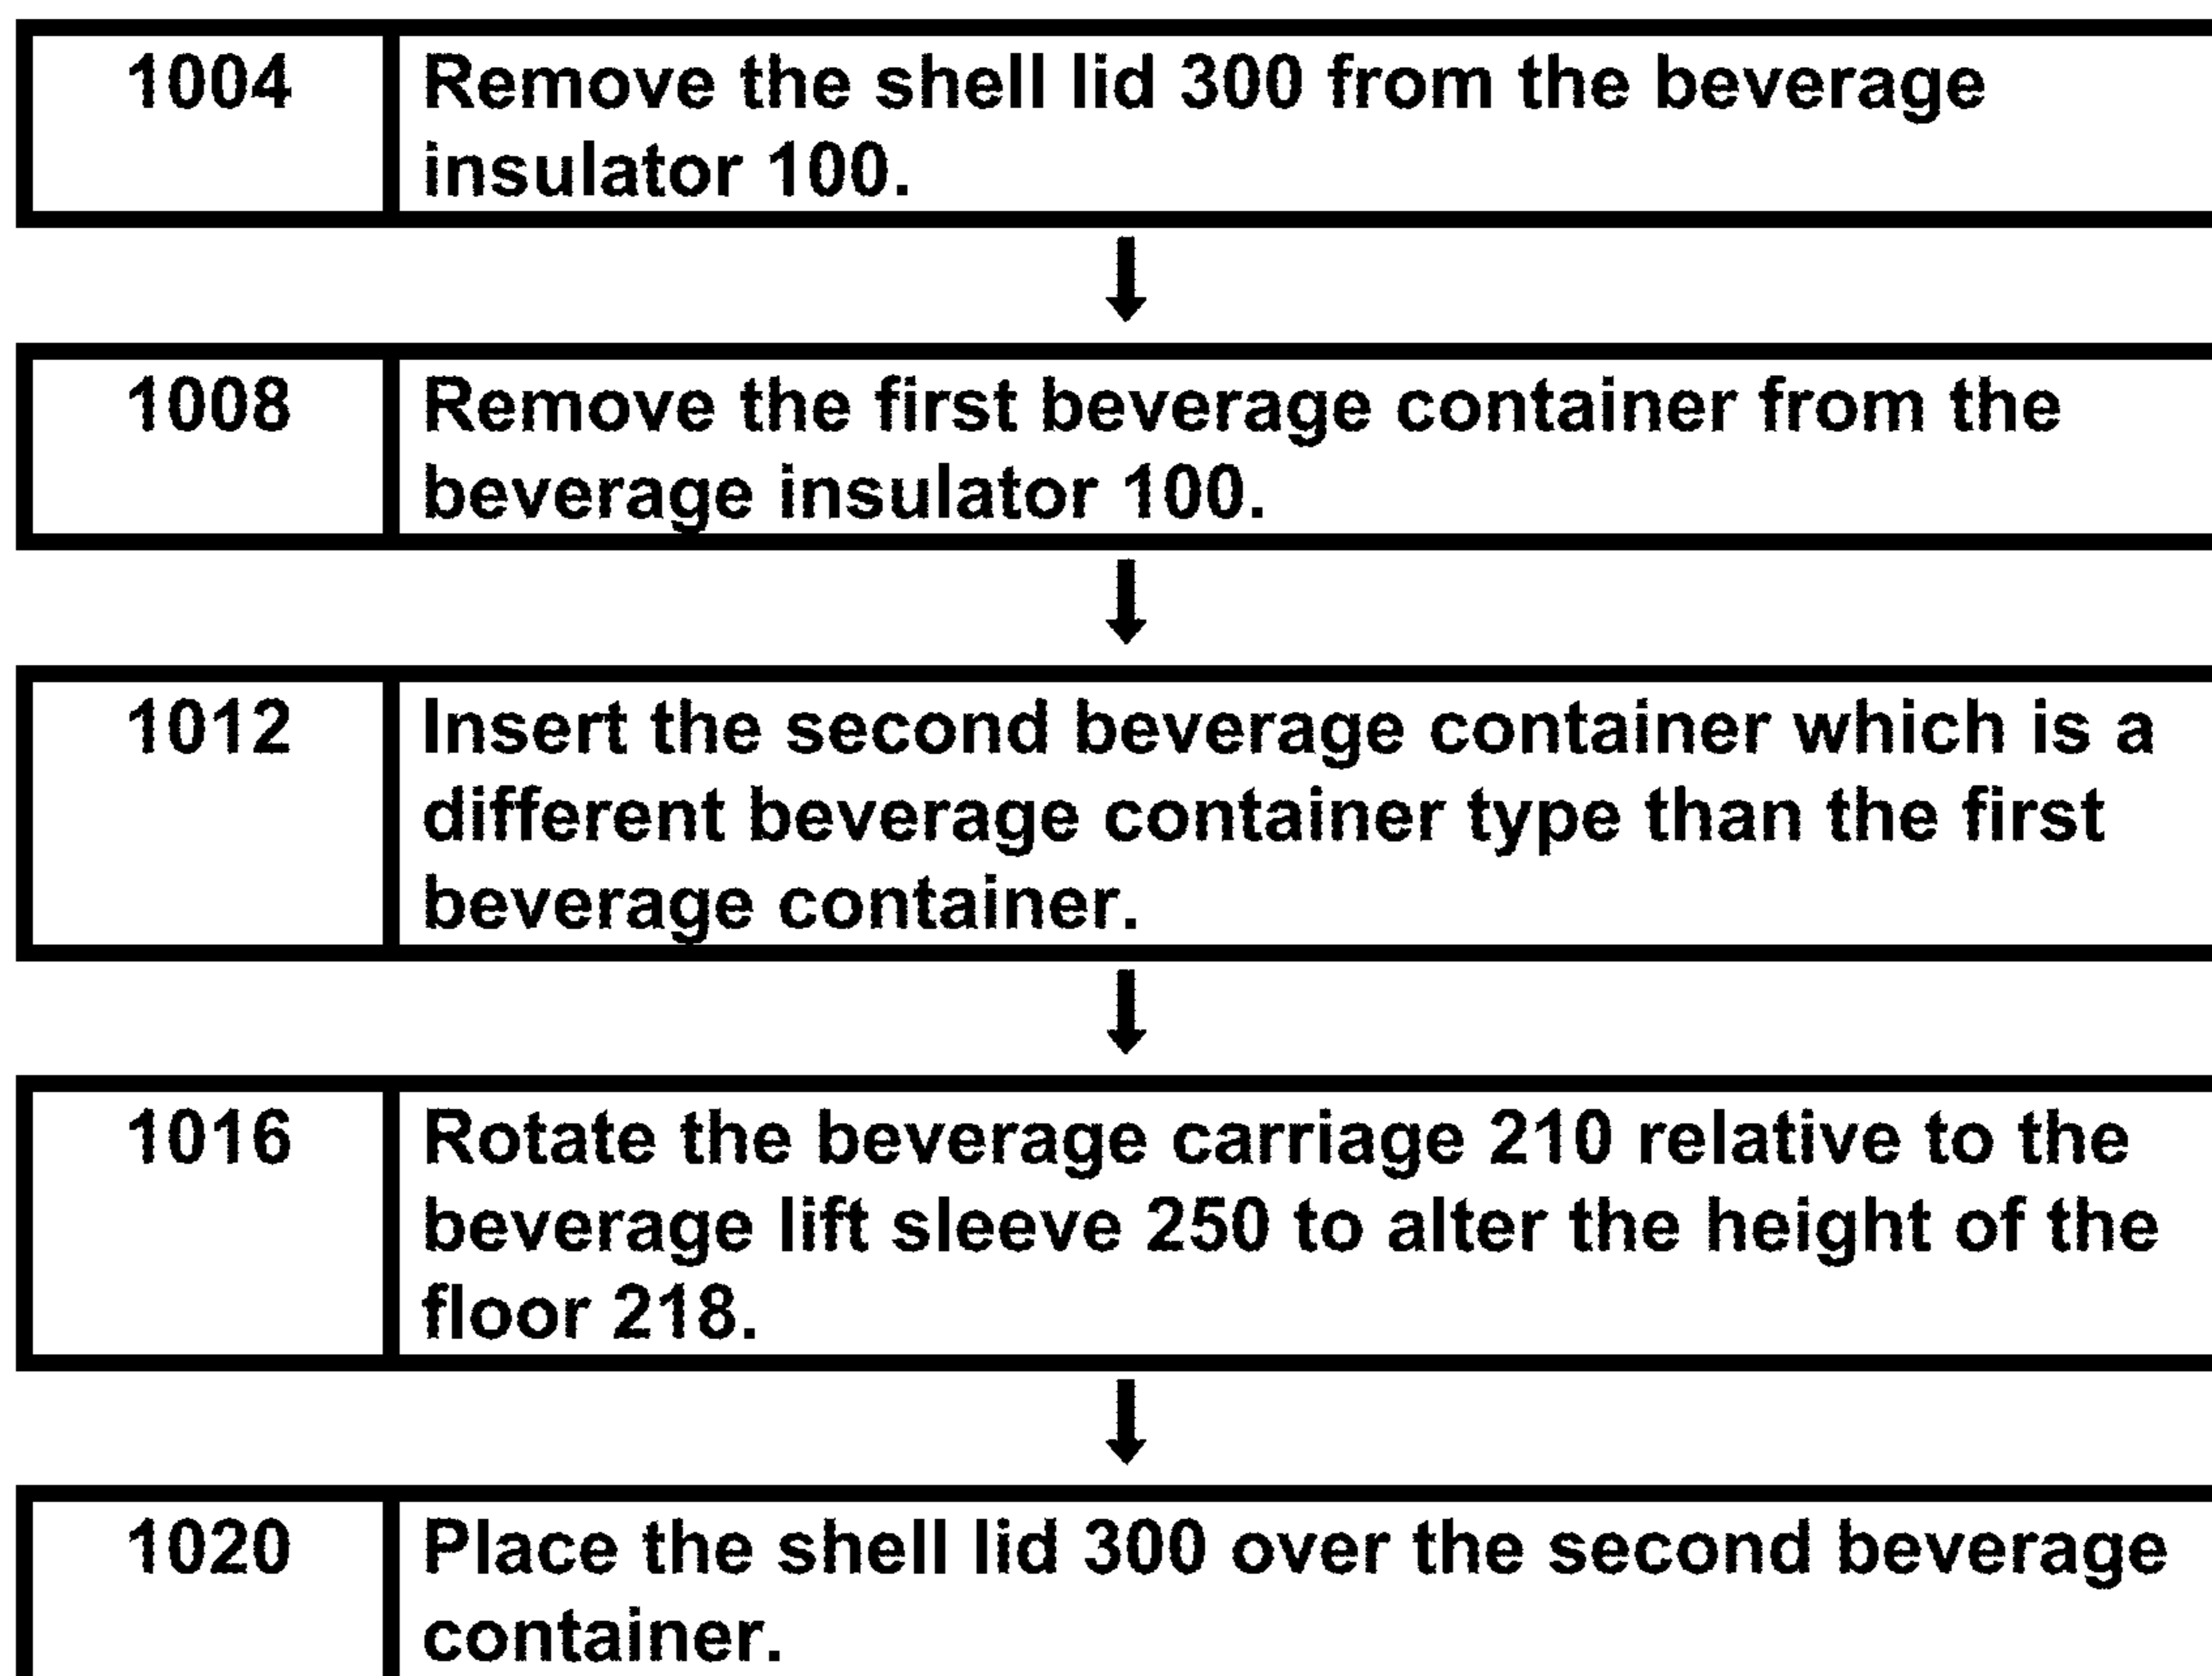 1004 Remove the shell lid 300 from the beverage
insulator 100.
1008 Remove the first beverage container from the
beverage insulator 100.
1012 Insert the second beverage container which is a
different beverage container type than the first
beverage container.
1016 Rotate the beverage carriage 210 relative to the
beverage lift sleeve 250 to alter the height of the
floor 218.
1020 Place the shell lid 300 over the second beverage
container.